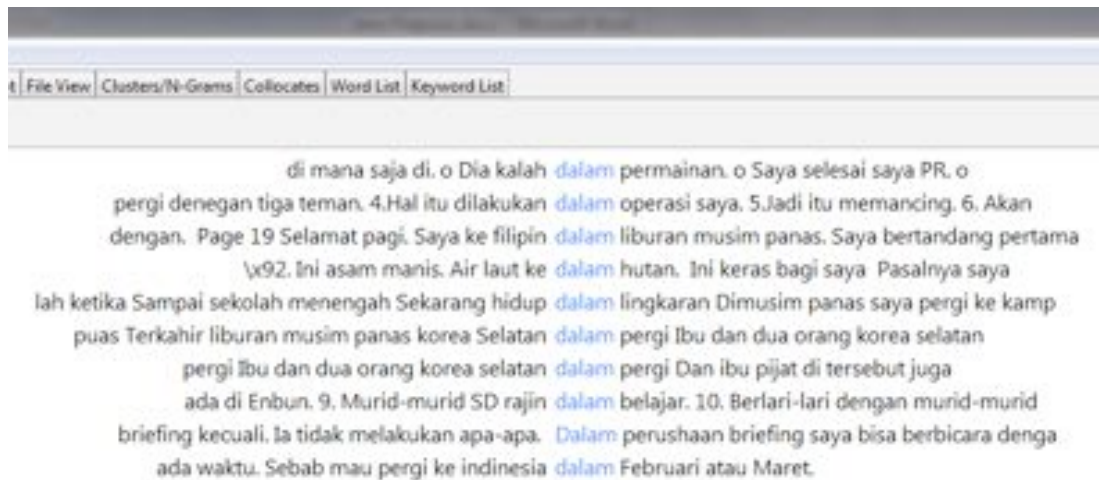 t File View Clusters/N-Grams Collocates Word List Keyword List
di mana saja di. o Dia kalah dalam permainan. o Saya selesai saya PR. o
pergi denegan tiga teman. 4.Hal itu dilakukan dalam operasi saya. 5.Jadi itu memancing. 6. Akan
dengan. Page 19 Selamat pagi. Saya ke filipin dalam liburan musim panas. Saya bertandang pertama
\x92. Ini asam manis. Air laut ke dalam hutan. Ini keras bagi saya Pasalnya saya
lah ketika Sampai sekolah menengah Sekarang hidup dalam lingkaran Dimusim panas saya pergi ke kamp
puas Terkahir liburan musim panas korea Selatan dalam pergi Ibu dan dua orang korea selatan
pergi Ibu dan dua orang korea selatan dalam pergi Dan ibu pijat di tersebut juga
ada di Enbun. 9. Murid-murid SD rajin dalam belajar. 10. Berlari-lari dengan murid-murid
briefing kecuali. Ia tidak melakukan apa-apa. Dalam perushaan briefing saya bisa berbicara denga
ada waktu. Sebab mau pergi ke indinesia dalam Februari atau Maret.